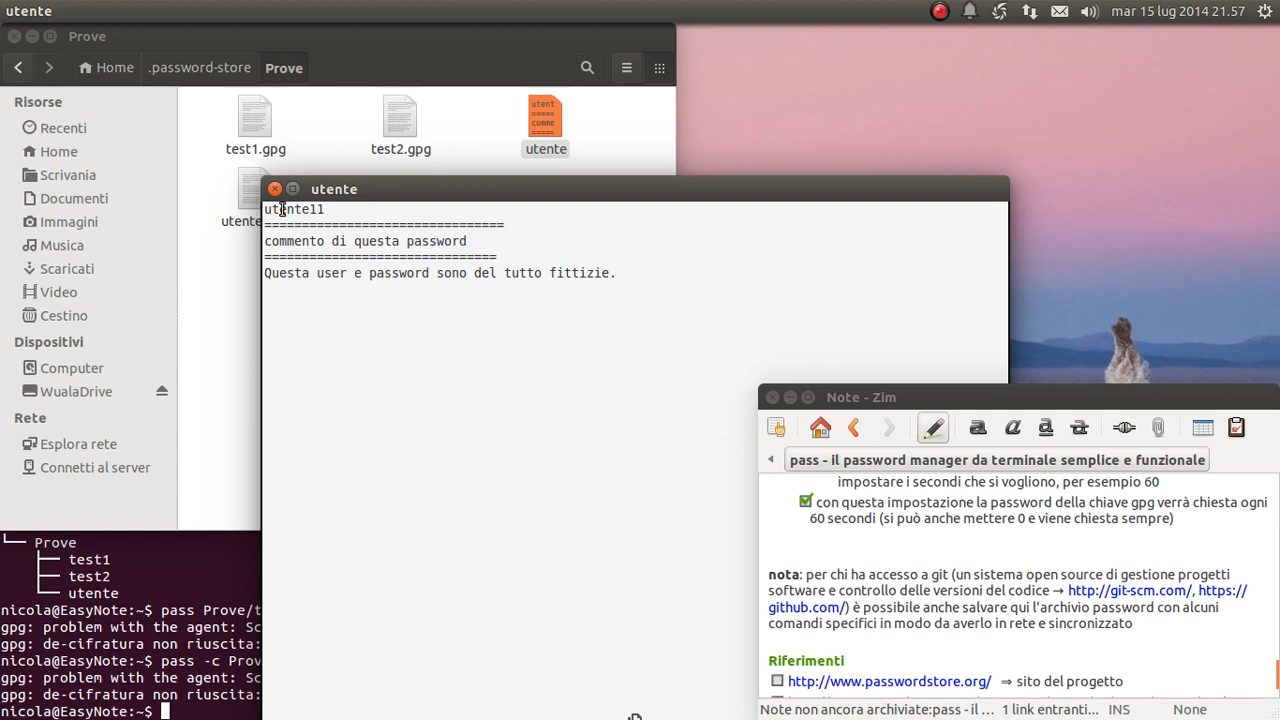 utente
mar 15 lug 2014 21.57
Prove
Home
.password-store
Prove
Risorse
Recenti
Home
Scrivania
Documenti
Immagini
Musica
Scaricati
Video
Cestino
Dispositivi
Computer
WualaDrive
Rete
Esplora rete
Connetti al server
test1.gpg
test2.gpg
utent
=====
comme
=====
utente
utente
utente
utente11
================================
commento di questa password
===============================
Questa user e password sono del tutto fittizie.
└── Prove
├── test1
├── test2
└── utente
nicola@EasyNote:~$ pass Prove/t
gpg: problem with the agent: Sc
gpg: de-cifratura non riuscita:
nicola@EasyNote:~$ pass -c Prov
gpg: problem with the agent: Sc
gpg: de-cifratura non riuscita:
nicola@EasyNote:~$
Note - Zim
pass - il password manager da terminale semplice e funzionale
impostare i secondi che si vogliono, per esempio 60
con questa impostazione la password della chiave gpg verrà chiesta ogni
60 secondi (si può anche mettere 0 e viene chiesta sempre)
nota: per chi ha accesso a git (un sistema open source di gestione progetti
software e controllo delle versioni del codice → http://git-scm.com/, https://
github.com/) è possibile anche salvare qui l'archivio password con alcuni
comandi specifici in modo da averlo in rete e sincronizzato
Riferimenti
http://www.passwordstore.org/ ⇒ sito del progetto
Note non ancora archiviate:pass - il ...
1 link entranti...
INS
None